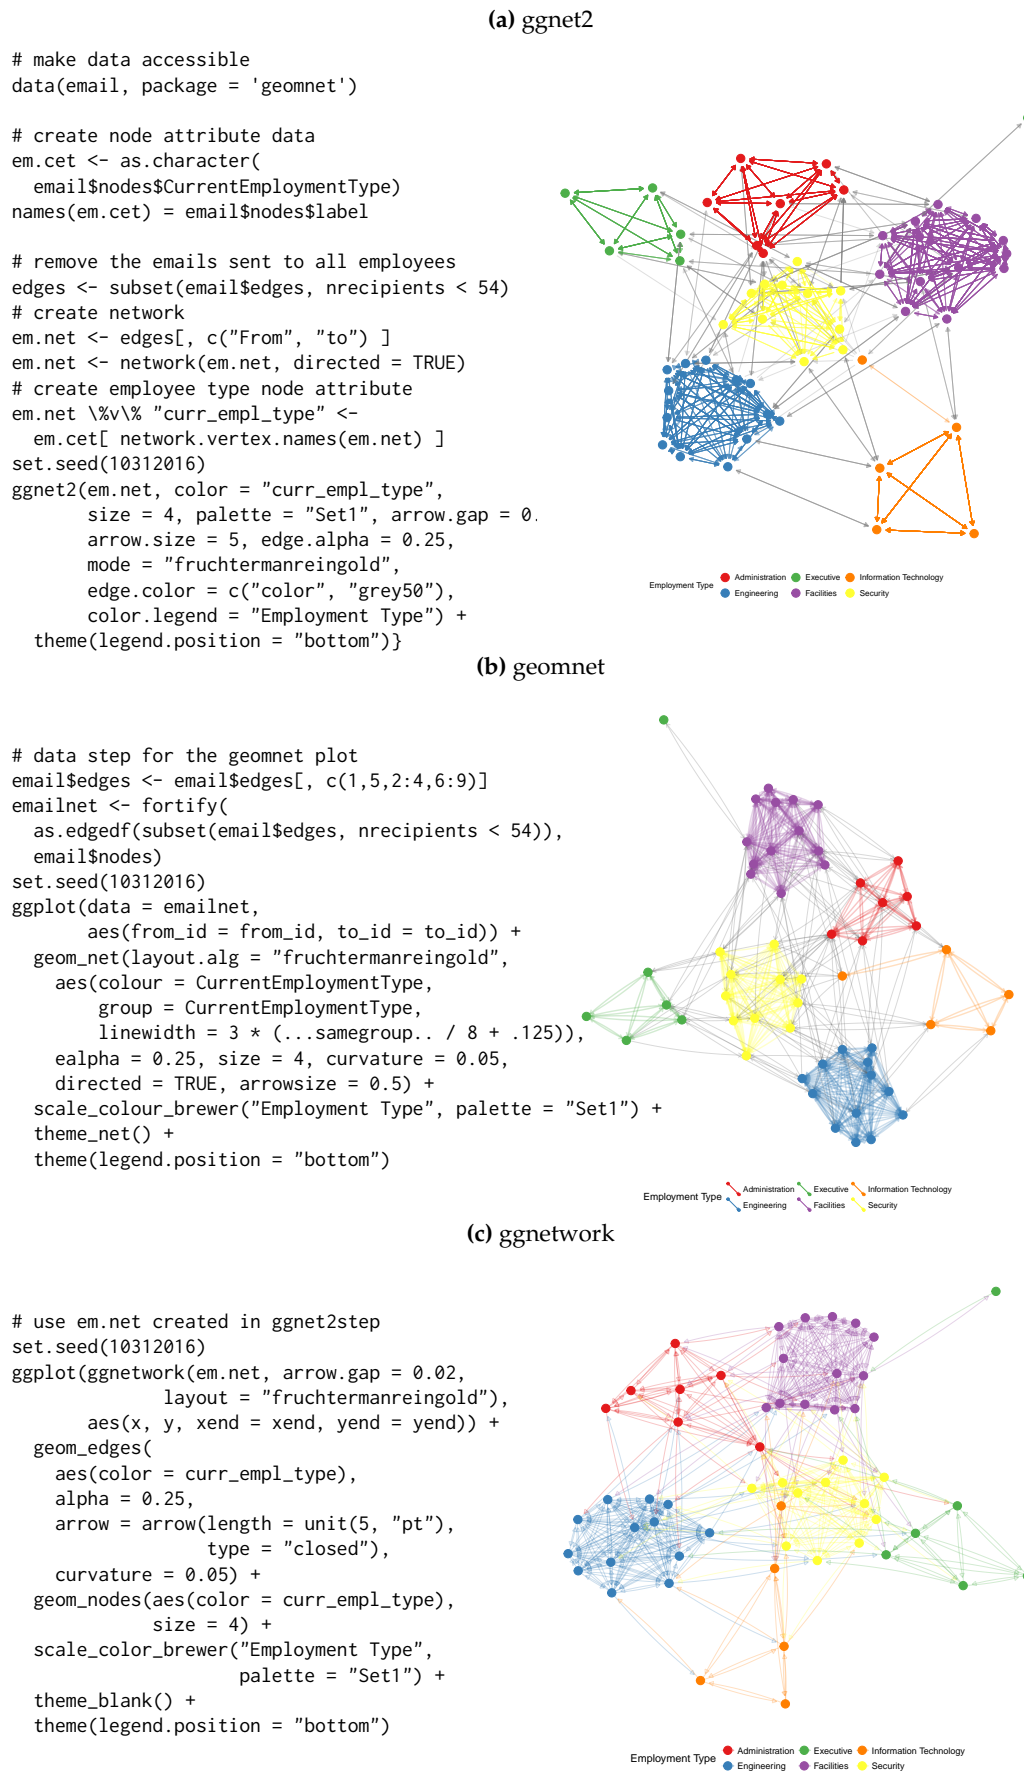 (a) ggnet2
# make data accessible
data(email, package = 'geomnet')
# create node attribute data
em.cet <- as.character(
  email$nodes$CurrentEmploymentType)
names(em.cet) = email$nodes$label
# remove the emails sent to all employees
edges <- subset(email$edges, nrecipients < 54)
# create network
em.net <- edges[, c("From", "to") ]
em.net <- network(em.net, directed = TRUE)
# create employee type node attribute
em.net \%v\% "curr_empl_type" <-
  em.cet[ network.vertex.names(em.net) ]
set.seed(10312016)
ggnet2(em.net, color = "curr_empl_type",
       size = 4, palette = "Set1", arrow.gap = 0.
       arrow.size = 5, edge.alpha = 0.25,
       mode = "fruchtermanreingold",
       edge.color = c("color", "grey50"),
       color.legend = "Employment Type") +
  theme(legend.position = "bottom")}
Employment Type
Administration Executive Information Technology
Engineering Facilities Security
(b) geomnet
# data step for the geomnet plot
email$edges <- email$edges[, c(1,5,2:4,6:9)]
emailnet <- fortify(
  as.edgedf(subset(email$edges, nrecipients < 54)),
  email$nodes)
set.seed(10312016)
ggplot(data = emailnet,
       aes(from_id = from_id, to_id = to_id)) +
  geom_net(layout.alg = "fruchtermanreingold",
    aes(colour = CurrentEmploymentType,
        group = CurrentEmploymentType,
        linewidth = 3 * (...samegroup.. / 8 + .125)),
    ealpha = 0.25, size = 4, curvature = 0.05,
    directed = TRUE, arrowsize = 0.5) +
  scale_colour_brewer("Employment Type", palette = "Set1") +
  theme_net() +
  theme(legend.position = "bottom")
Employment Type
Administration Executive Information Technology
Engineering Facilities Security
(c) ggnetwork
# use em.net created in ggnet2step
set.seed(10312016)
ggplot(ggnetwork(em.net, arrow.gap = 0.02,
              layout = "fruchtermanreingold"),
       aes(x, y, xend = xend, yend = yend)) +
  geom_edges(
    aes(color = curr_empl_type),
    alpha = 0.25,
    arrow = arrow(length = unit(5, "pt"),
                  type = "closed"),
    curvature = 0.05) +
  geom_nodes(aes(color = curr_empl_type),
             size = 4) +
  scale_color_brewer("Employment Type",
                     palette = "Set1") +
  theme_blank() +
  theme(legend.position = "bottom")
Employment Type
Administration Executive Information Technology
Engineering Facilities Security